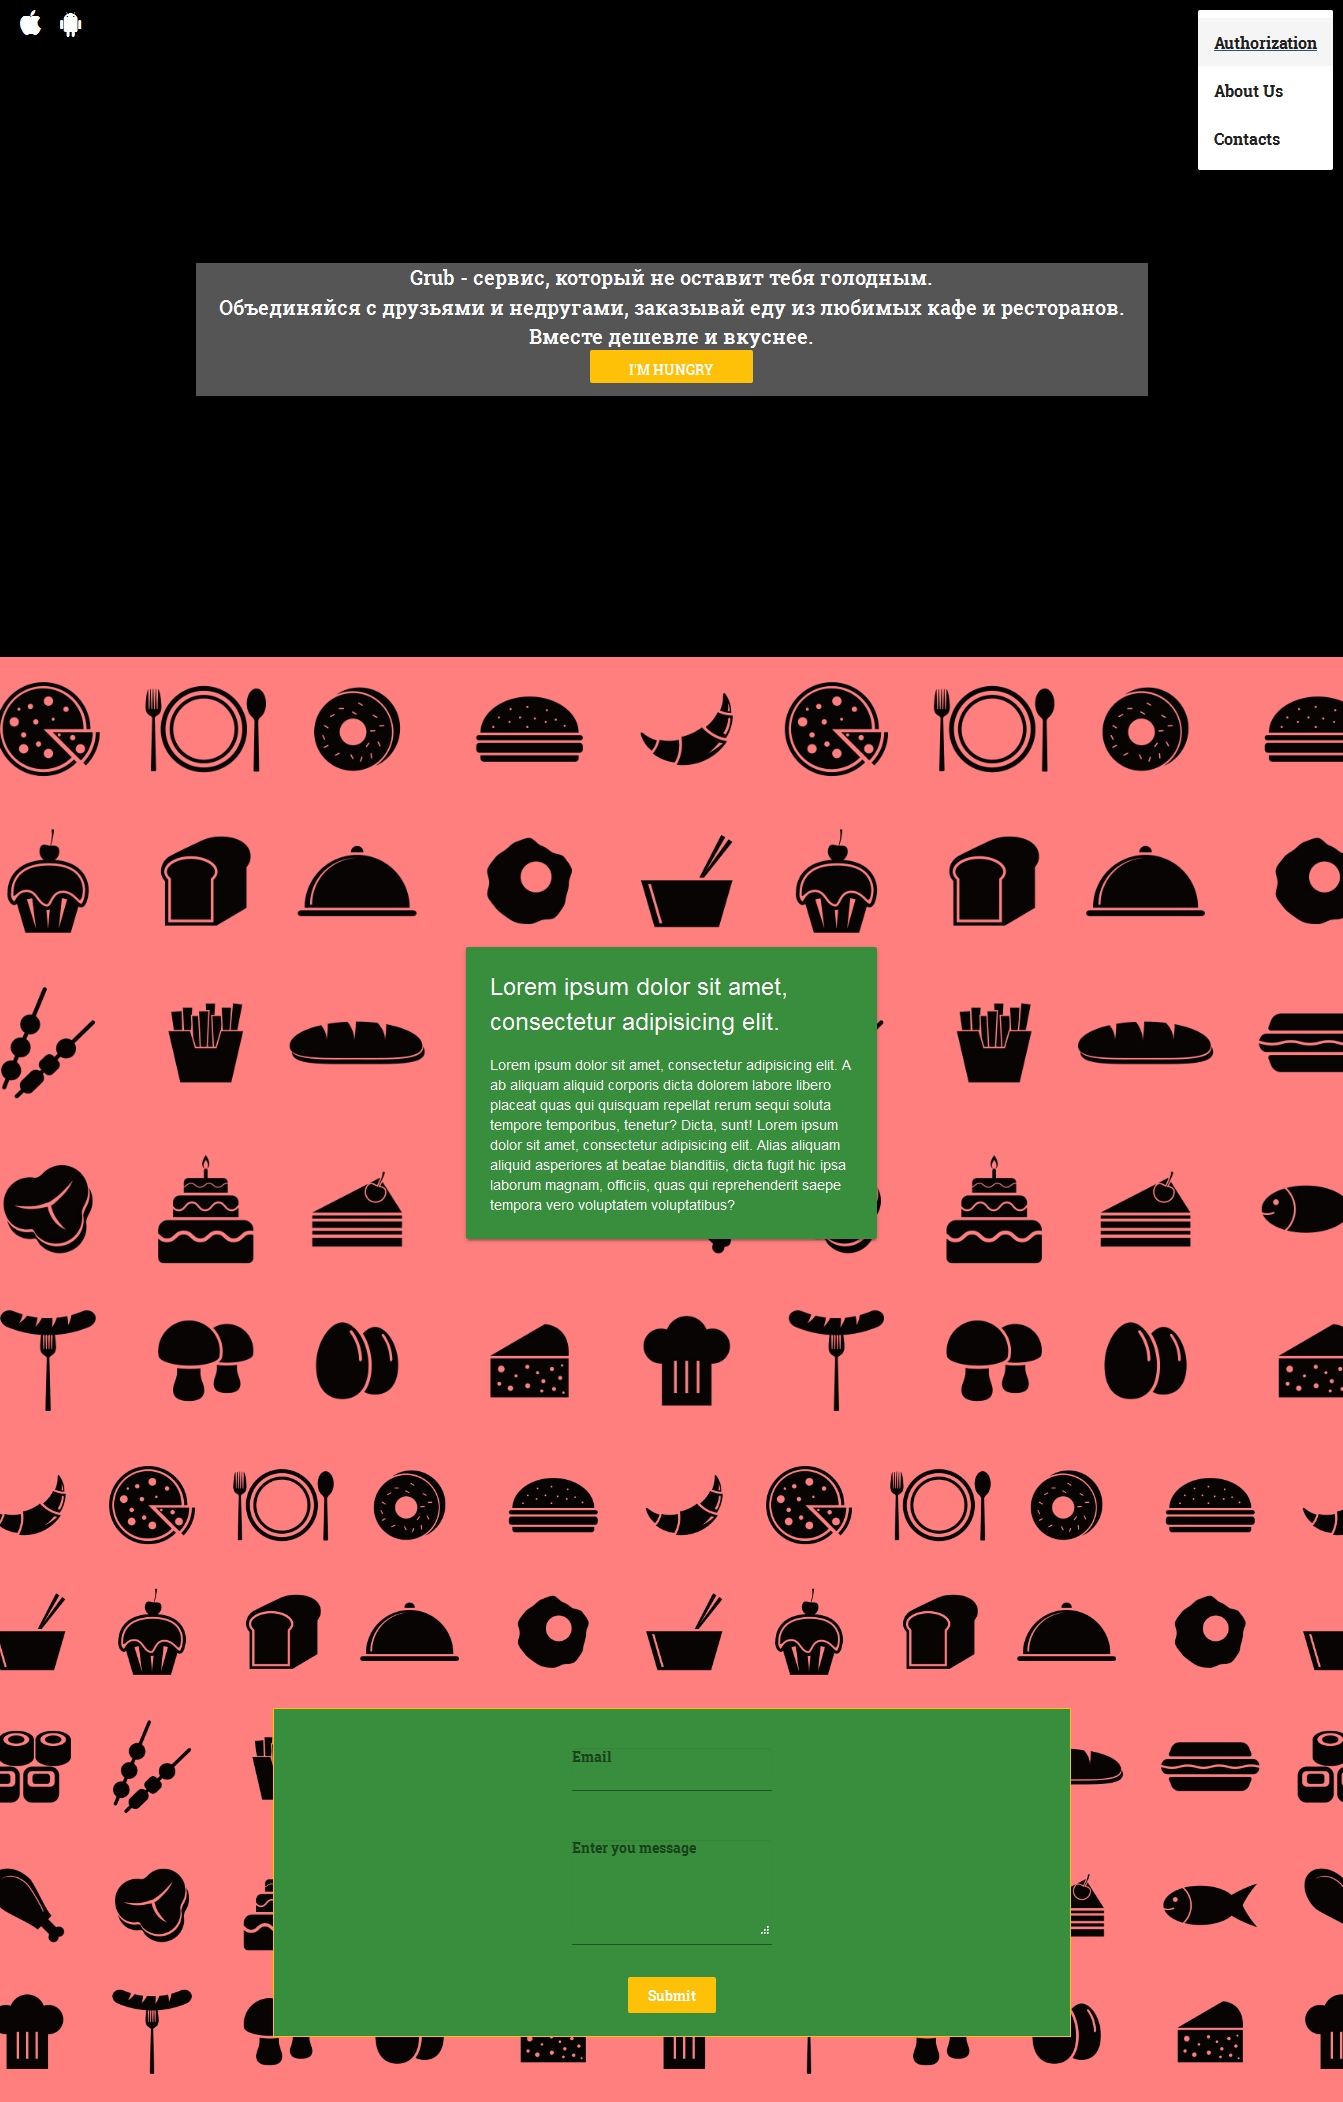 Authorization
About Us
Contacts
Grub - сервис, который не оставит тебя голодным.
Объединяйся с друзьями и недругами, заказывай еду из любимых кафе и ресторанов.
Вместе дешевле и вкуснее.
I'M HUNGRY
Lorem ipsum dolor sit amet,
consectetur adipisicing elit.
Lorem ipsum dolor sit amet, consectetur adipisicing elit. A
ab aliquam aliquid corporis dicta dolorem labore libero
placeat quas qui quisquam repellat rerum sequi soluta
tempore temporibus, tenetur? Dicta, sunt! Lorem ipsum
dolor sit amet, consectetur adipisicing elit. Alias aliquam
aliquid asperiores at beatae blanditiis, dicta fugit hic ipsa
laborum magnam, officiis, quas qui reprehenderit saepe
tempora vero voluptatem voluptatibus?
Email
Enter you message
Submit